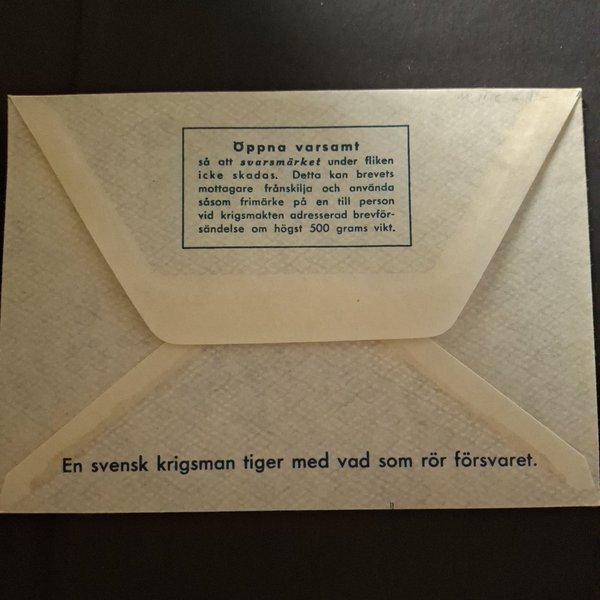 Öppna varsamt
så att svarsmärket under fliken
icke skadas. Detta kan brevets
mottagare frånskilja och använda
såsom frimärke på en till person
vid krigsmakten adresserad brevför-
sändelse om högst 500 grams vikt.
En svensk krigsman tiger med vad som rör försvaret.